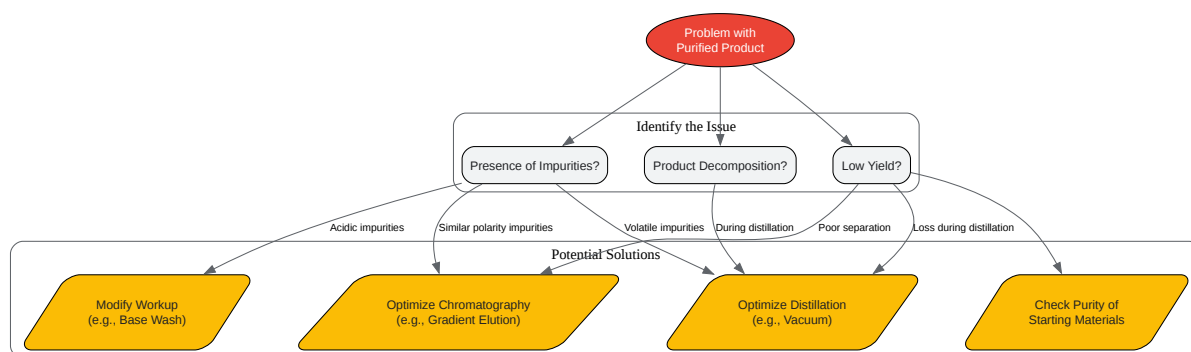 Problem with
Purified Product
Identify the Issue
Presence of Impurities?
Product Decomposition?
Low Yield?
Acidic impurities
Similar polarity impurities
Volatile impurities
During distillation
Poor separation
Loss during distillation
Potential Solutions
Modify Workup
(e.g., Base Wash)
Optimize Chromatography
(e.g., Gradient Elution)
Optimize Distillation
(e.g., Vacuum)
Check Purity of
Starting Materials